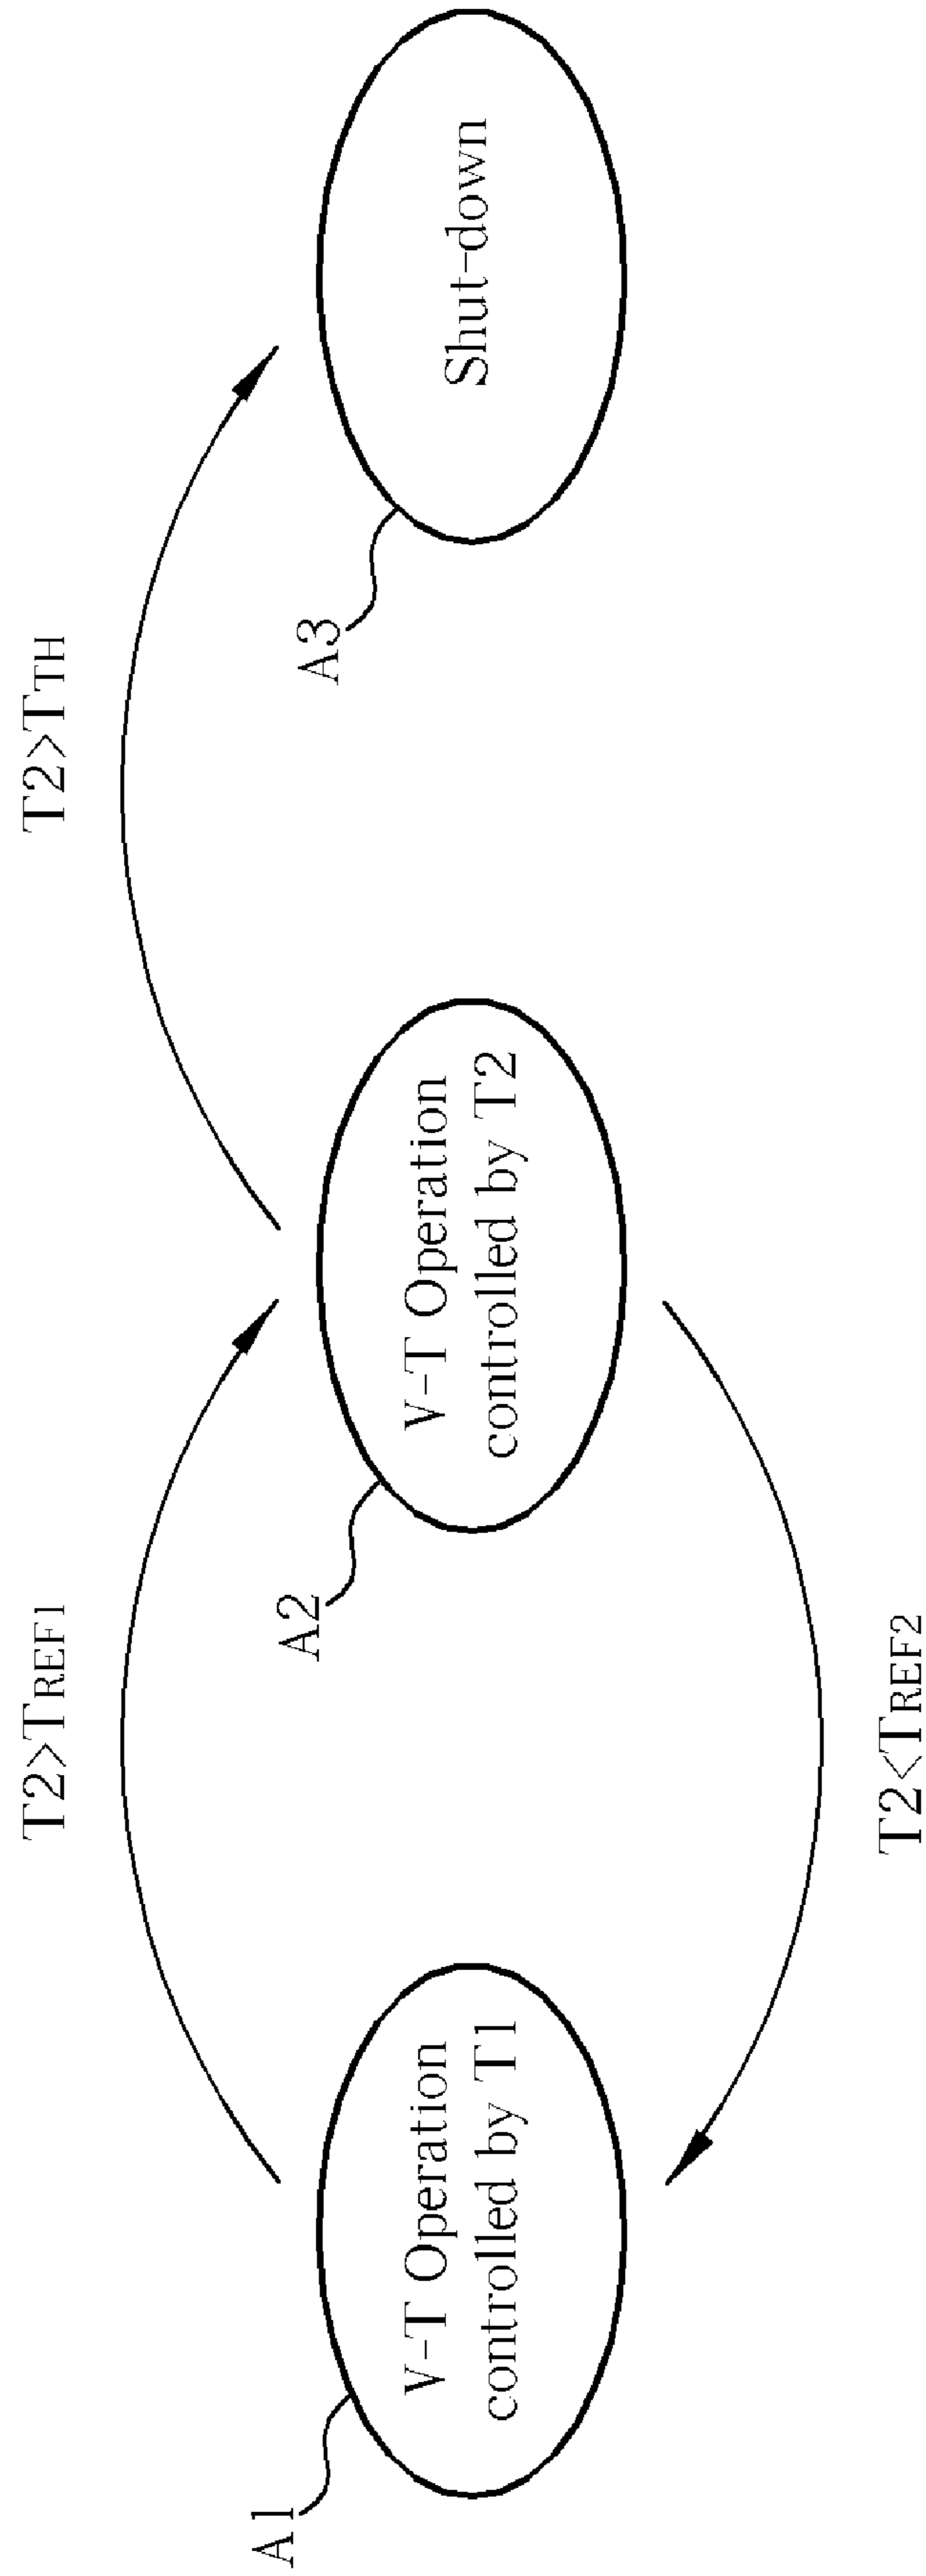 T2>TREF1
T2>TTH
A1
V-T Operation
controlled by T1
A2
V-T Operation
controlled by T2
A3
Shut-down
T2<TREF2